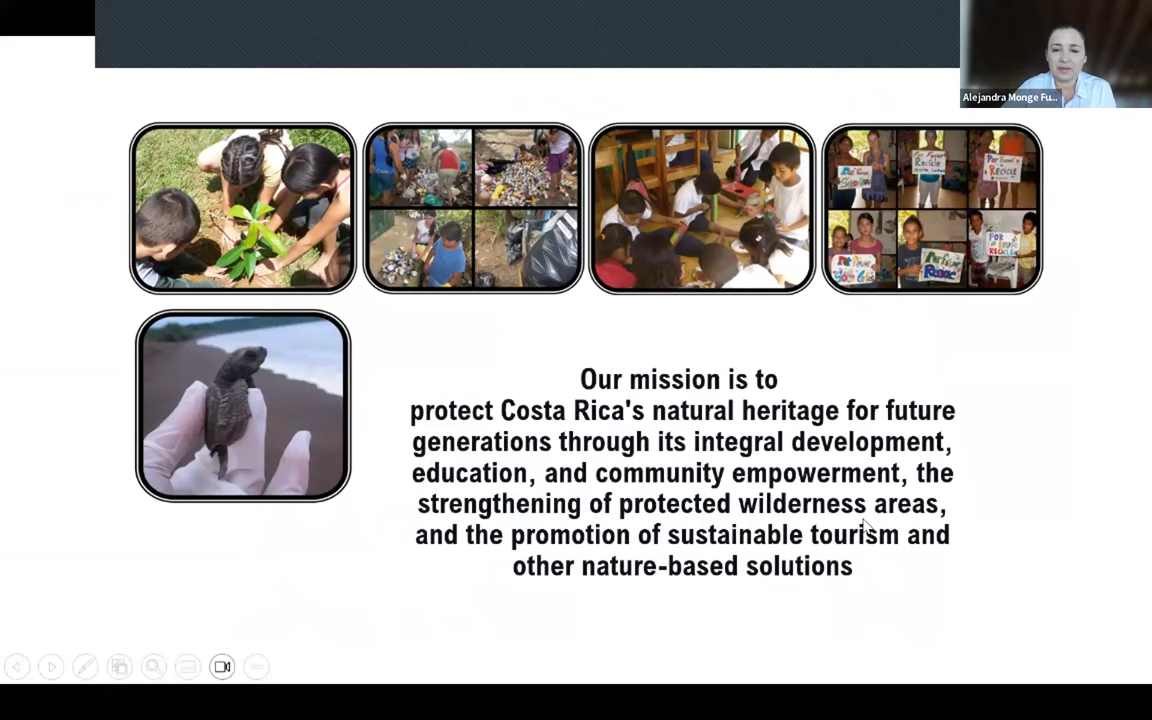 Alejandra Monge Fu...
Our mission is to
protect Costa Rica's natural heritage for future
generations through its integral development,
education, and community empowerment, the
strengthening of protected wilderness areas,
and the promotion of sustainable tourism and
other nature-based solutions